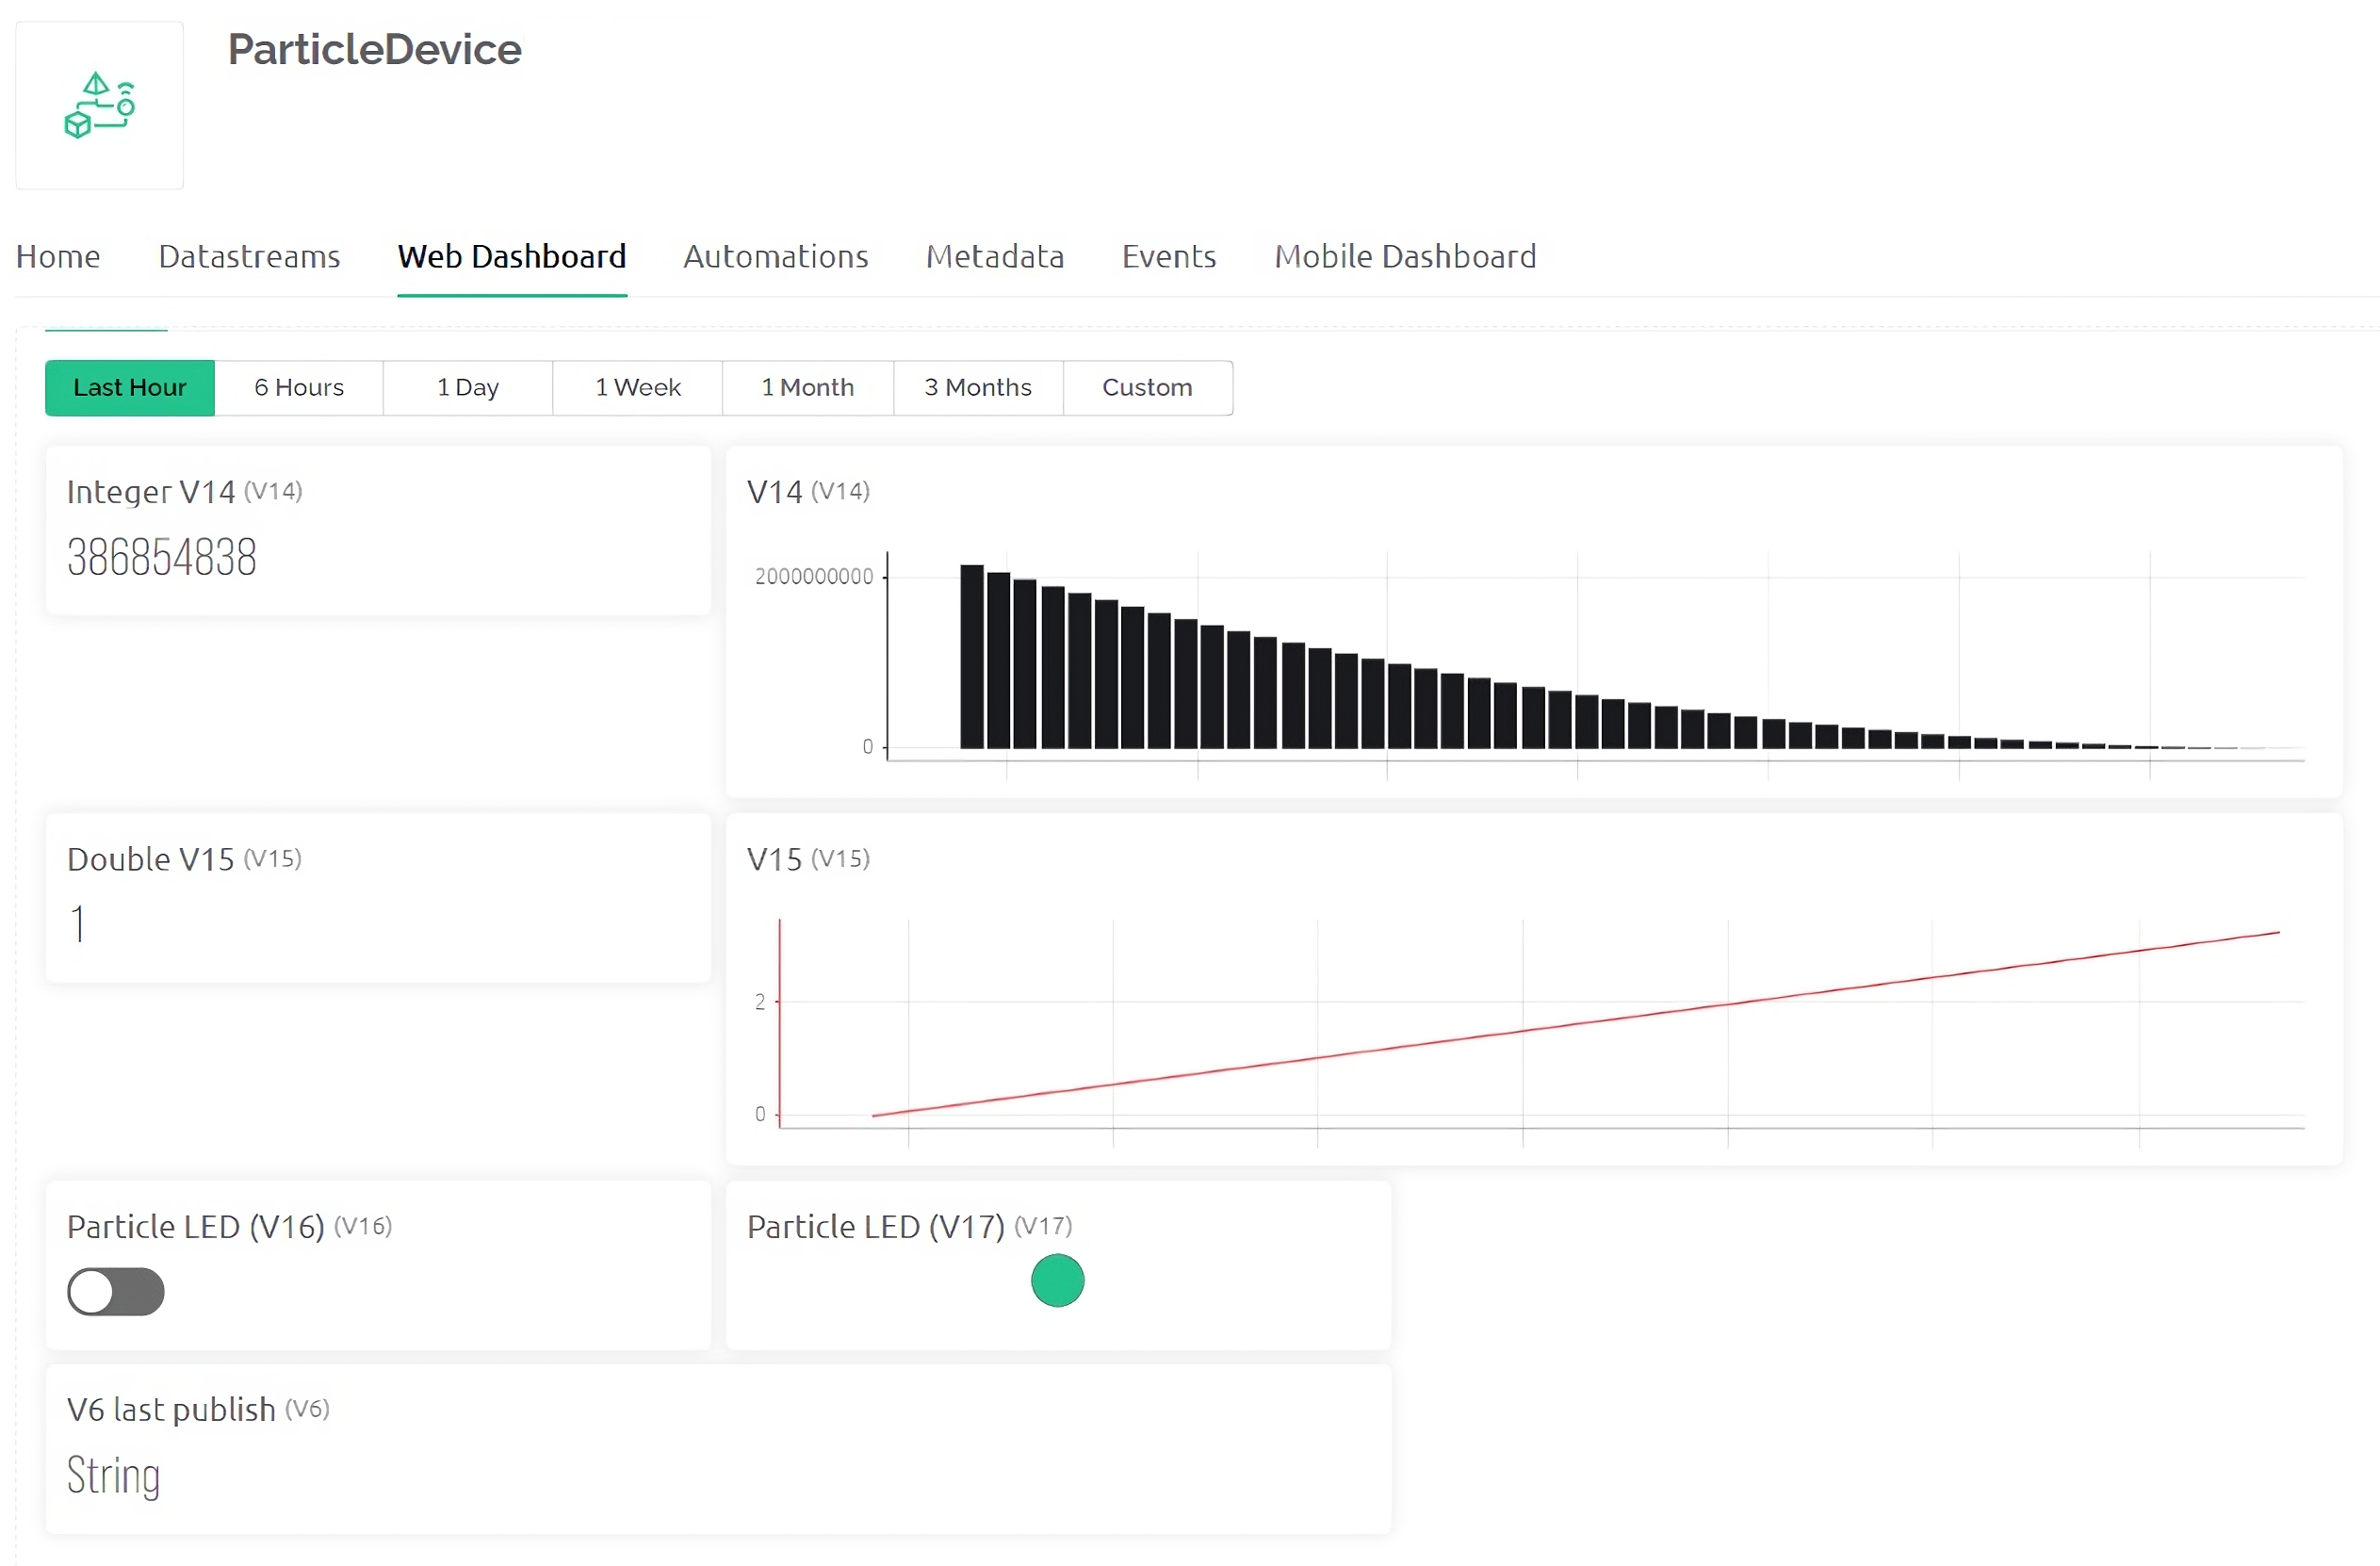 ParticleDevice
Home Datastreams Web Dashboard Automations Metadata Events Mobile Dashboard
Last Hour 6 Hours 1 Day 1 Week 1 Month 3 Months Custom
Integer V14 (V14)
386854838
V14 (V14)
2000000000
0
Double V15 (V15)
1
V15 (V15)
2
0
Particle LED (V16) (V16)
Particle LED (V17) (V17)
V6 last publish (V6)
String